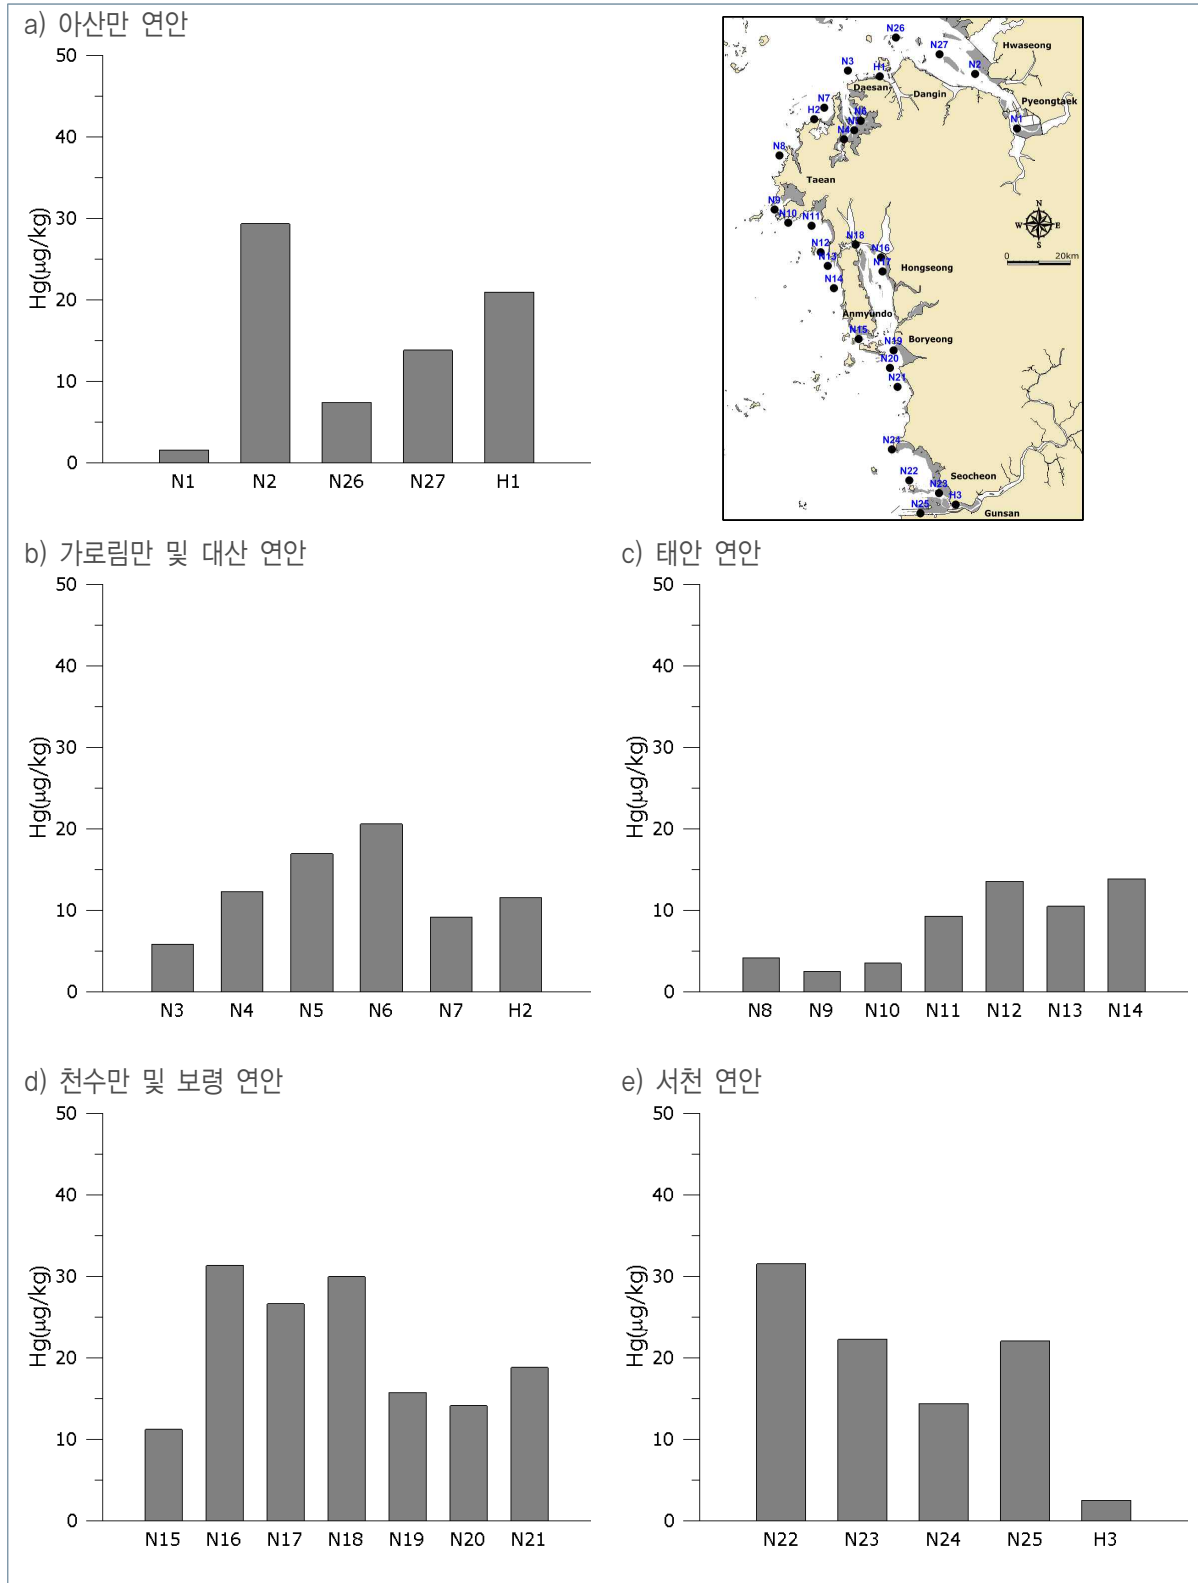 a) 아산만 연안
50
40
30
20
10
0
Hg(μg/kg)
N1 N2 N26 N27 H1
N26
N27
Hwaseong
N2
N3
H1
Daesan
Dangin
Pyeongtaek
N7
H2
N6
N5
N4
N1
N8
Taean
N9
N10
N11
N
W E
S
N18
N12
N16
N13
N17
0 20km
Hongseong
N14
Anmyundo
N15
Boryeong
N19
N20
N21
N24
N22
Seocheon
N23
H3
N25
Gunsan
b) 가로림만 및 대산 연안
50
40
30
20
10
0
Hg(μg/kg)
N3 N4 N5 N6 N7 H2
c) 태안 연안
50
40
30
20
10
0
Hg(μg/kg)
N8 N9 N10 N11 N12 N13 N14
d) 천수만 및 보령 연안
50
40
30
20
10
0
Hg(μg/kg)
N15 N16 N17 N18 N19 N20 N21
e) 서천 연안
50
40
30
20
10
0
Hg(μg/kg)
N22 N23 N24 N25 H3